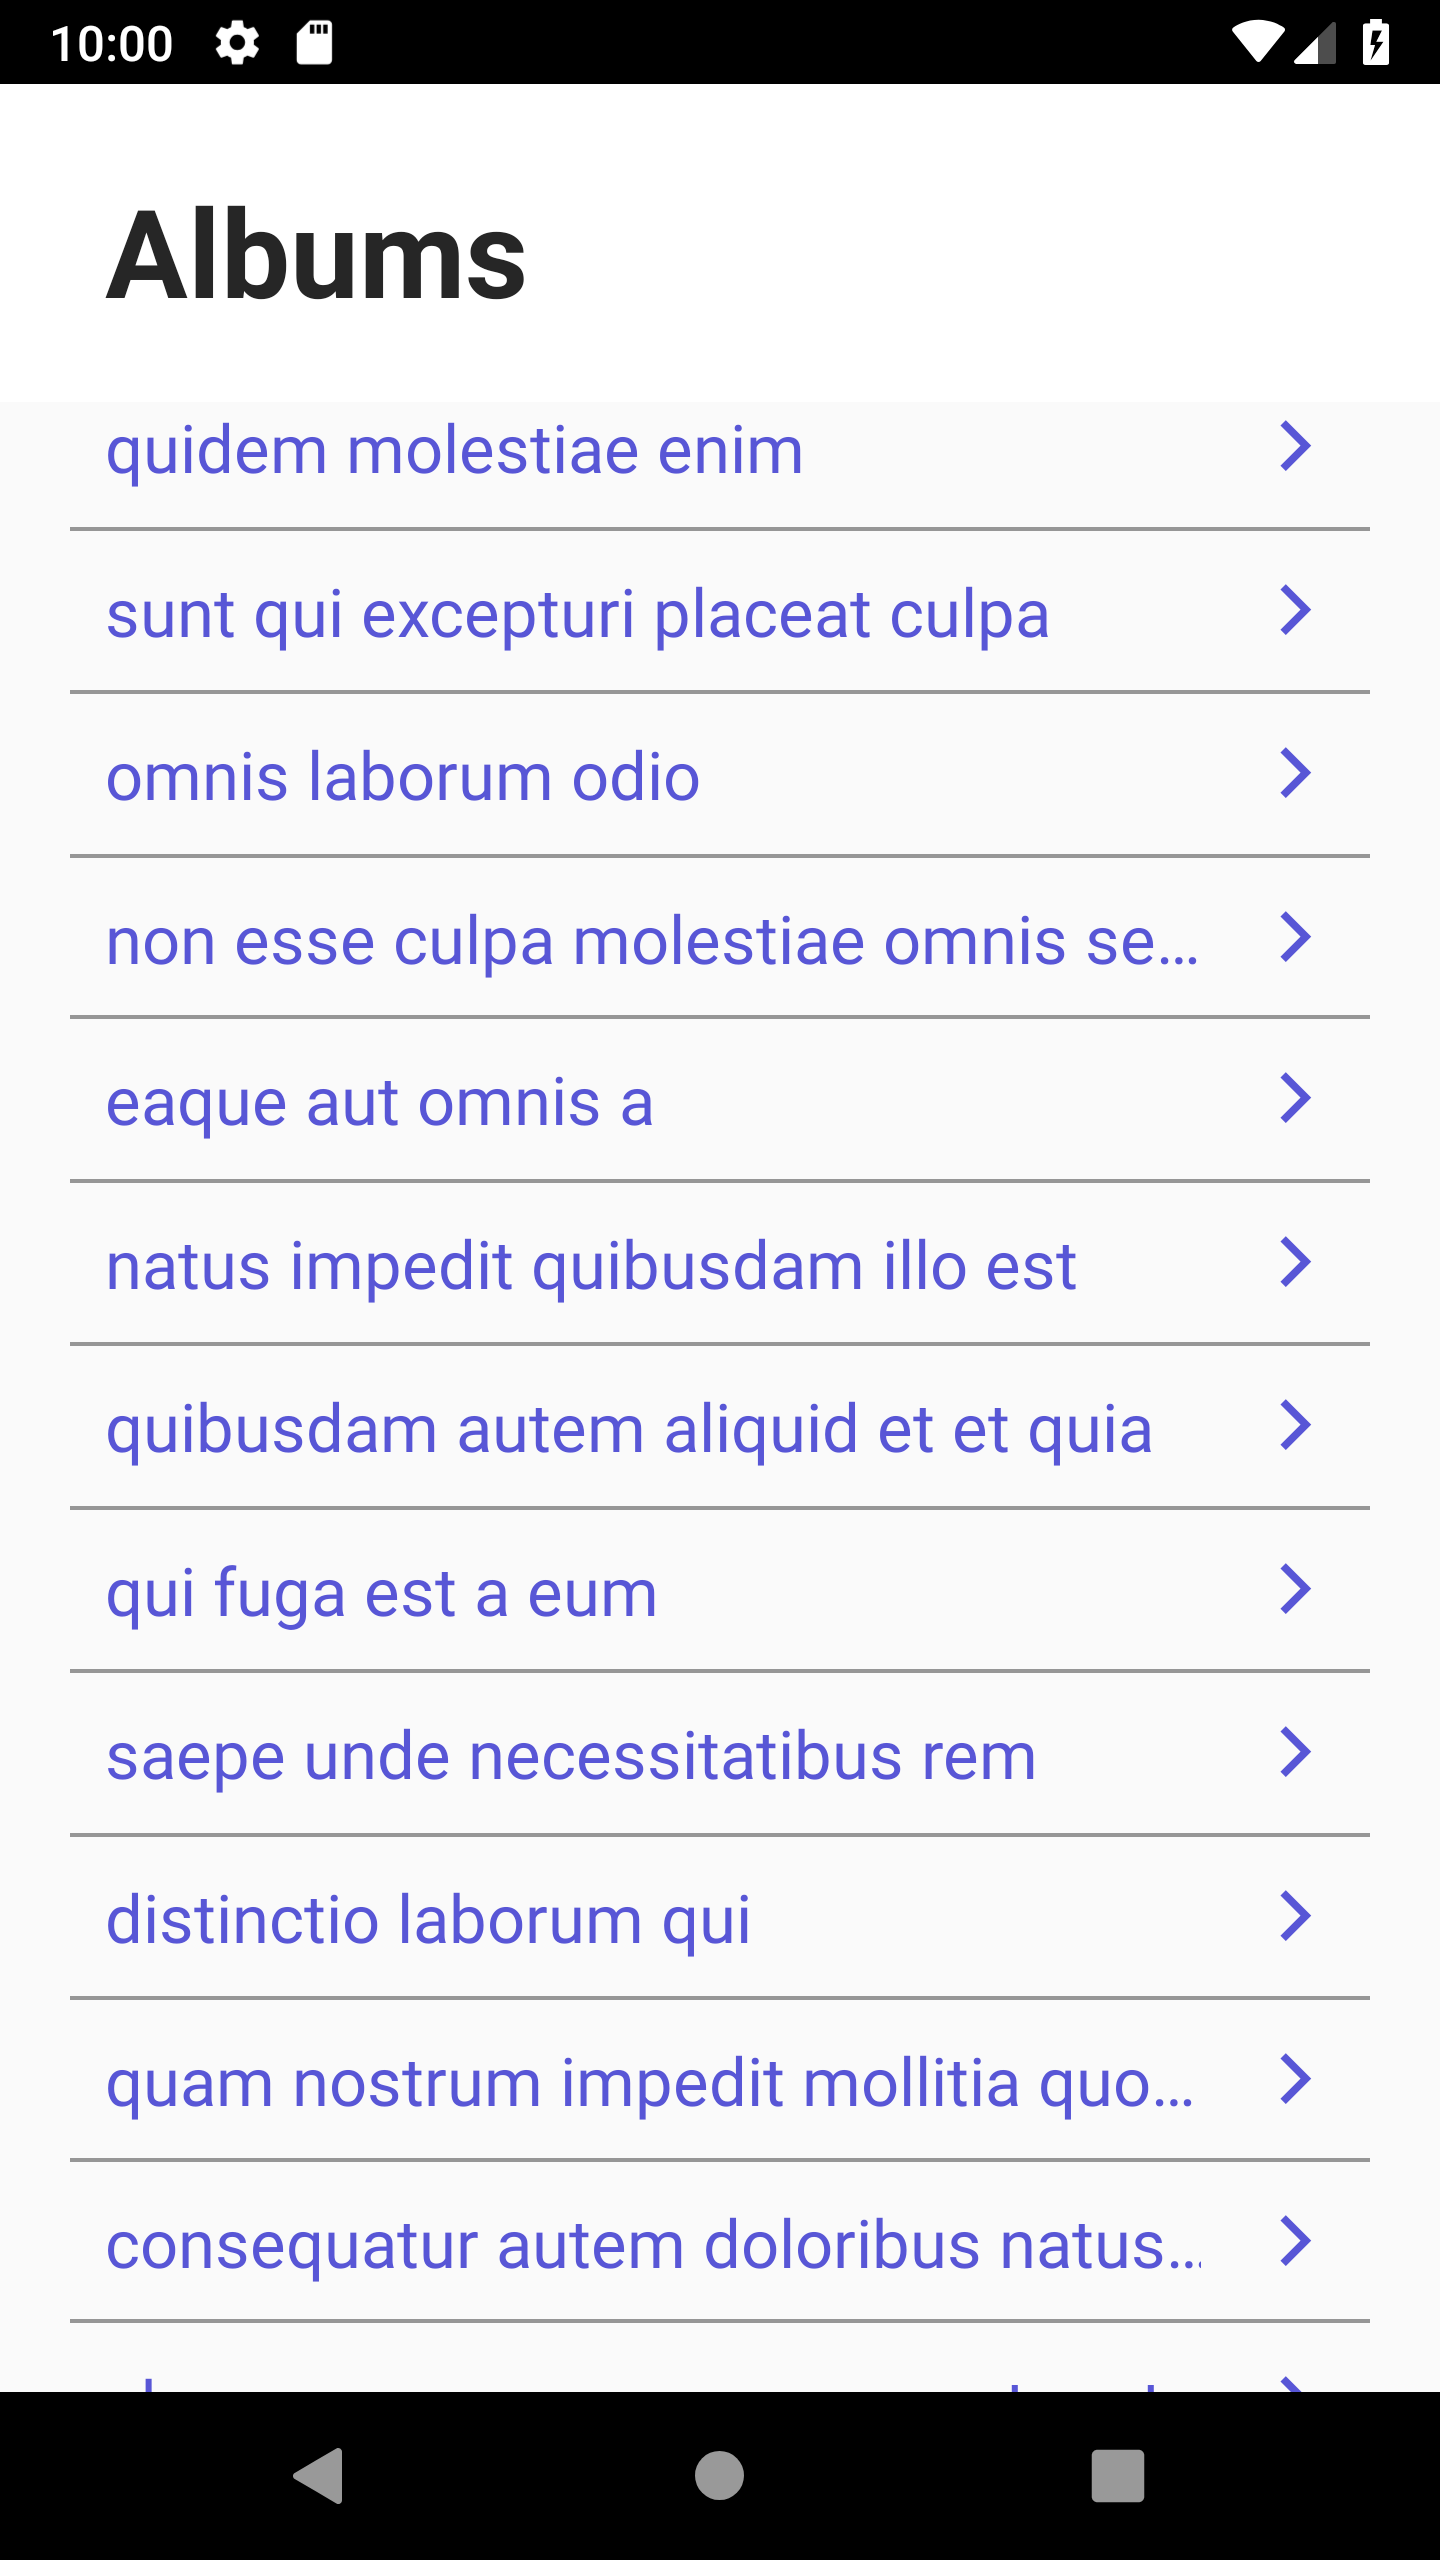 10:00
Albums
quidem molestiae enim
sunt qui excepturi placeat culpa
omnis laborum odio
non esse culpa molestiae omnis se…
eaque aut omnis a
natus impedit quibusdam illo est
quibusdam autem aliquid et et quia
qui fuga est a eum
saepe unde necessitatibus rem
distinctio laborum qui
quam nostrum impedit mollitia quo…
consequatur autem doloribus natus…